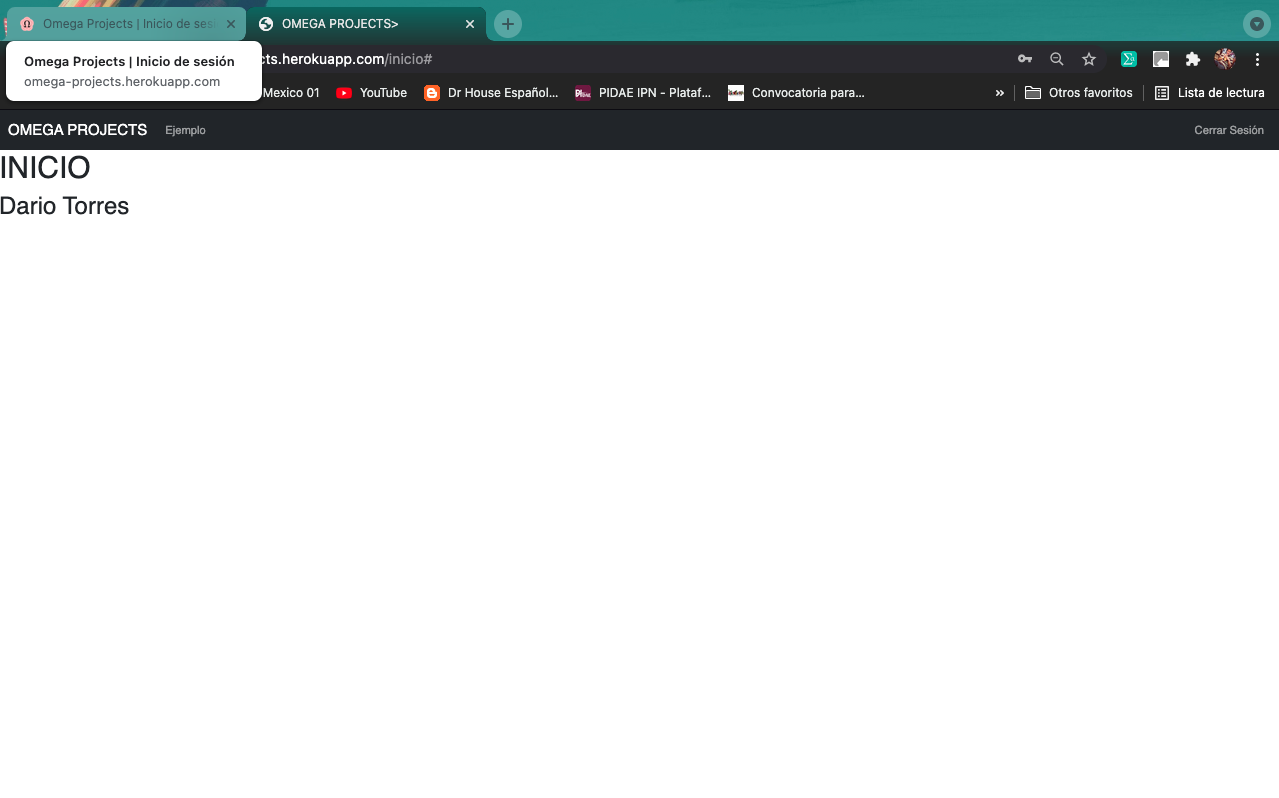 Omega Projects | Inicio de ses
OMEGA PROJECTS>
Omega Projects | Inicio de sesión
omega-projects.herokuapp.com
cts.herokuapp.com/inicio#
Mexico 01
YouTube
Dr House Español...
PIDAE IPN - Plataf...
Convocatoria para...
»
Otros favoritos
Lista de lectura
OMEGA PROJECTS
Ejemplo
Cerrar Sesión
INICIO
Dario Torres